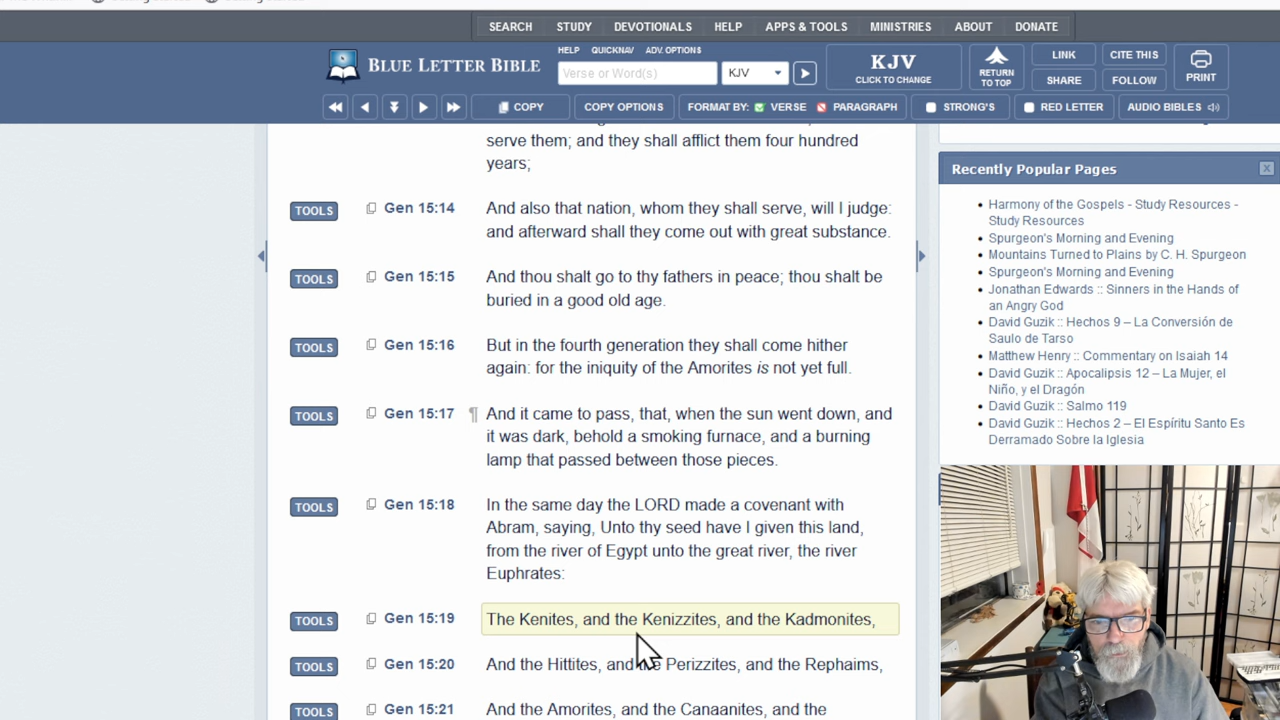 SEARCH STUDY DEVOTIONALS HELP APPS & TOOLS MINISTRIES ABOUT DONATE
BLUE LETTER BIBLE
HELP QUICKNAV ADV. OPTIONS
Verse or Word(s)
KJV
KJV
CLICK TO CHANGE
RETURN
TO TOP
LINK
CITE THIS
SHARE
FOLLOW
PRINT
COPY COPY OPTIONS FORMAT BY: VERSE PARAGRAPH STRONG'S RED LETTER AUDIO BIBLES
serve them; and they shall afflict them four hundred
years;
TOOLS Gen 15:14 And also that nation, whom they shall serve, will I judge:
and afterward shall they come out with great substance.
TOOLS Gen 15:15 And thou shalt go to thy fathers in peace; thou shalt be
buried in a good old age.
TOOLS Gen 15:16 But in the fourth generation they shall come hither
again: for the iniquity of the Amorites is not yet full.
TOOLS Gen 15:17 ¶ And it came to pass, that, when the sun went down, and
it was dark, behold a smoking furnace, and a burning
lamp that passed between those pieces.
TOOLS Gen 15:18 In the same day the LORD made a covenant with
Abram, saying, Unto thy seed have I given this land,
from the river of Egypt unto the great river, the river
Euphrates:
TOOLS Gen 15:19 The Kenites, and the Kenizzites, and the Kadmonites,
TOOLS Gen 15:20 And the Hittites, and the Perizzites, and the Rephaims,
TOOLS Gen 15:21 And the Amorites, and the Canaanites, and the
Recently Popular Pages
X
• Harmony of the Gospels - Study Resources -
Study Resources
• Spurgeon's Morning and Evening
• Mountains Turned to Plains by C. H. Spurgeon
• Spurgeon's Morning and Evening
• Jonathan Edwards :: Sinners in the Hands of
an Angry God
• David Guzik :: Hechos 9 – La Conversión de
Saulo de Tarso
• Matthew Henry :: Commentary on Isaiah 14
• David Guzik :: Apocalipsis 12 – La Mujer, el
Niño, y el Dragón
• David Guzik :: Salmo 119
• David Guzik :: Hechos 2 – El Espíritu Santo Es
Derramado Sobre la Iglesia